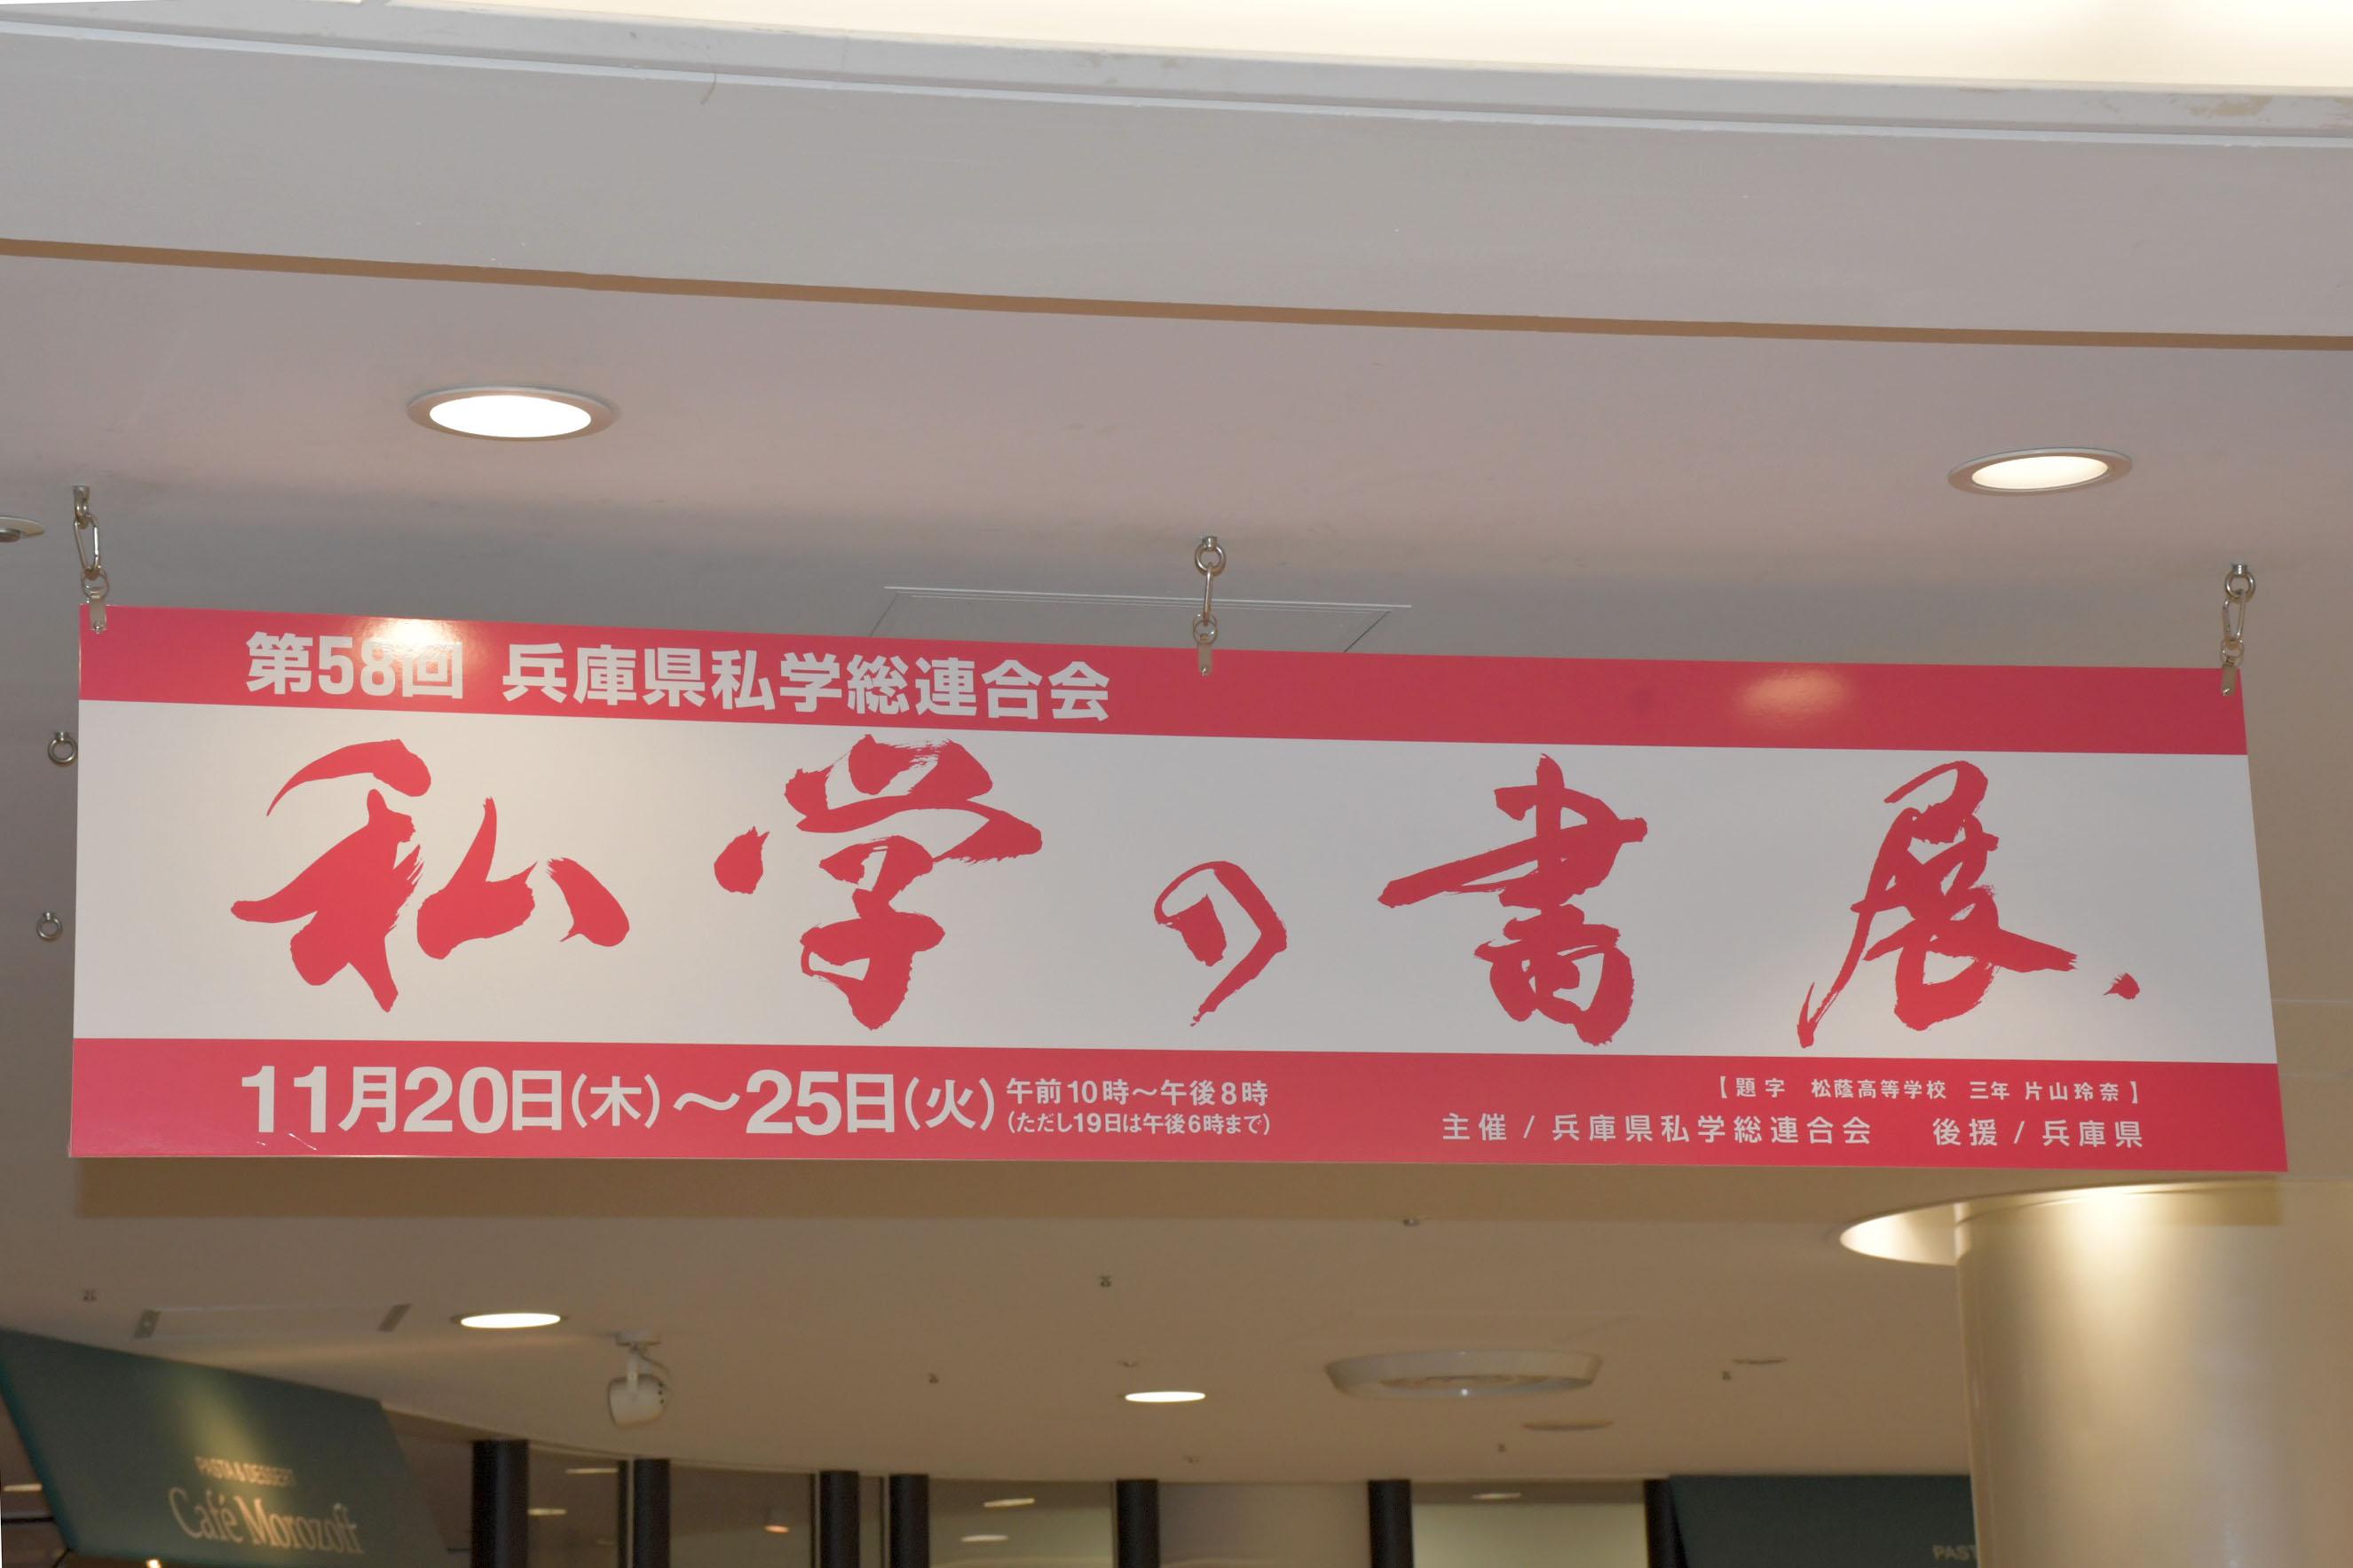 第58回 兵庫県私学総連合会
私学の書展
11月20日(木)〜25日(火) 午前10時〜午後8時
(ただし19日は午後6時まで)
【題字 松蔭高等学校 三年 片山玲奈】
主催/兵庫県私学総連合会 後援/兵庫県
PASTA & DESSERT
Café Morozoff
PAST